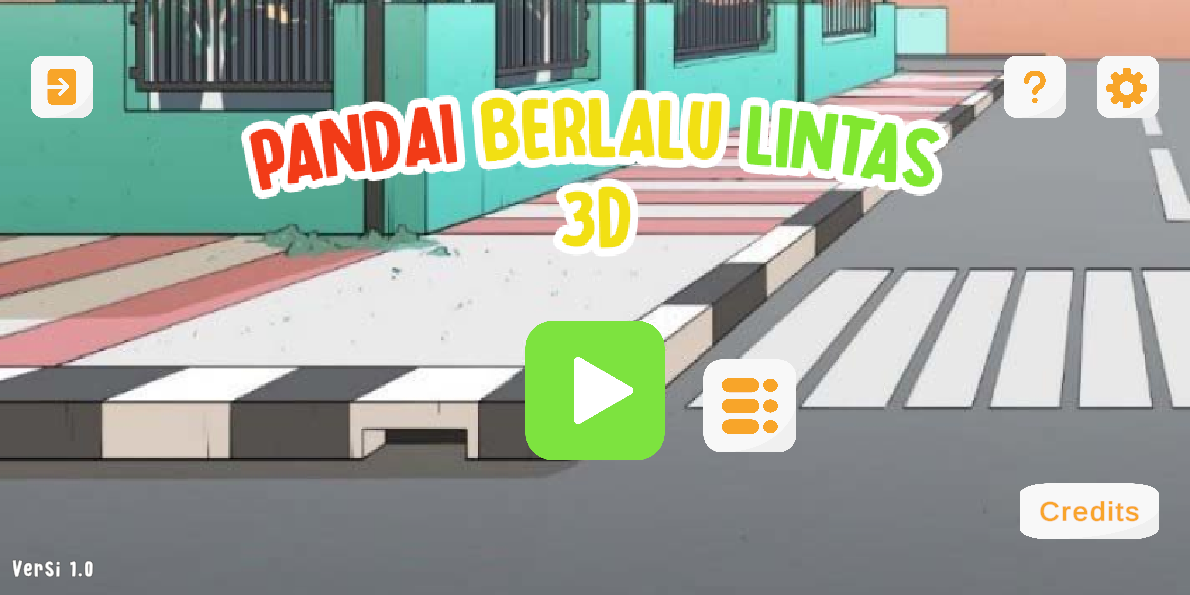 PANDAI BERLALU LINTAS
3D
?
Credits
Versi 1.0